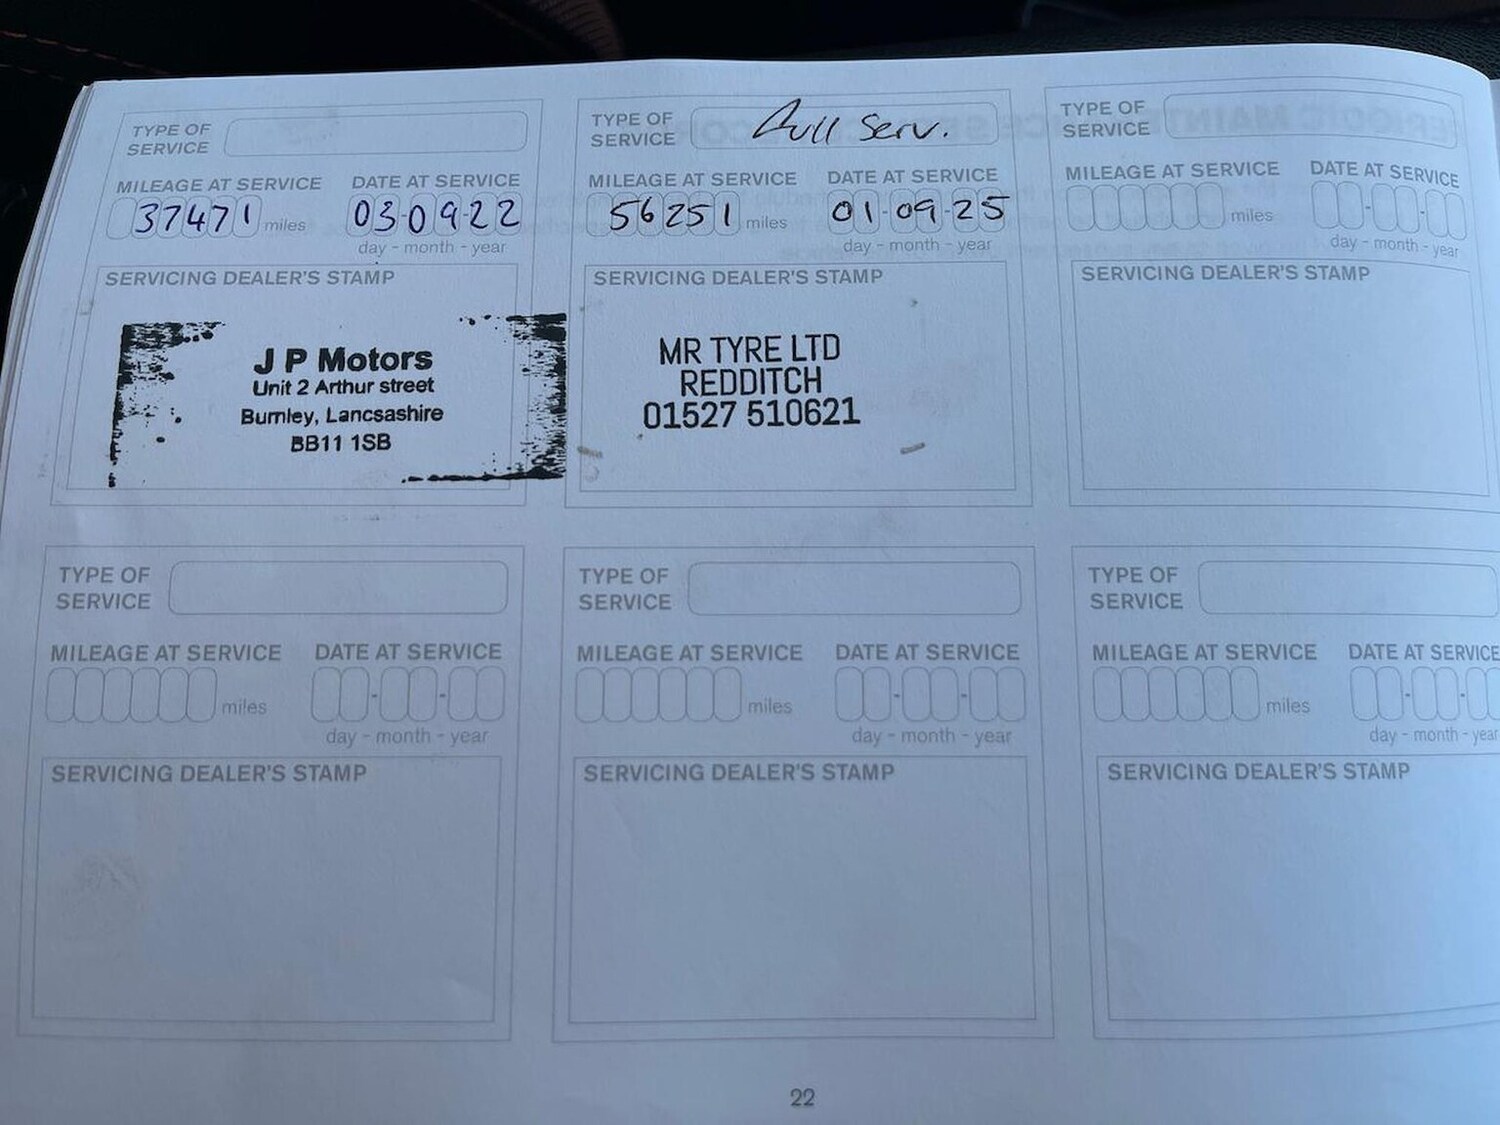 TYPE OF
SERVICE
MILEAGE AT SERVICE
DATE AT SERVICE
37471 miles
03-09-22
day - month - year
SERVICING DEALER'S STAMP
J P Motors
Unit 2 Arthur street
Burnley, Lancsashire
BB11 1SB
TYPE OF
SERVICE
Full Serv.
MILEAGE AT SERVICE
DATE AT SERVICE
56251 miles
01-09-25
day - month - year
SERVICING DEALER'S STAMP
MR TYRE LTD
REDDITCH
01527 510621
TYPE OF
SERVICE
MILEAGE AT SERVICE
DATE AT SERVICE
miles
day - month - year
SERVICING DEALER'S STAMP
TYPE OF
SERVICE
MILEAGE AT SERVICE
DATE AT SERVICE
miles
day - month - year
SERVICING DEALER'S STAMP
TYPE OF
SERVICE
MILEAGE AT SERVICE
DATE AT SERVICE
miles
day - month - year
SERVICING DEALER'S STAMP
TYPE OF
SERVICE
MILEAGE AT SERVICE
DATE AT SERVICE
miles
day - month - year
SERVICING DEALER'S STAMP
22